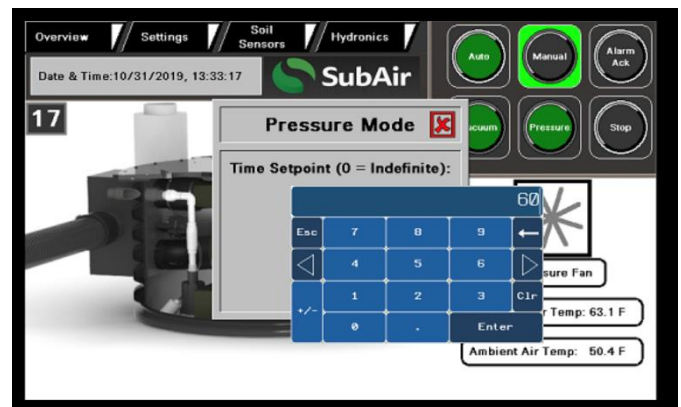 Overview
Settings
Soil
Sensors
Hydronics
Date & Time:10/31/2019, 13:33:17
SubAir
Auto
Manual
Alarm
Ack
Pressure
Stop
17
Pressure Mode
Time Setpoint (0 = Indefinite):
60
Esc 7 8 9
4 5 6
+/- 1 2 3 Clr
0 . Enter
sure Fan
r Temp: 63.1 F
Ambient Air Temp: 50.4 F